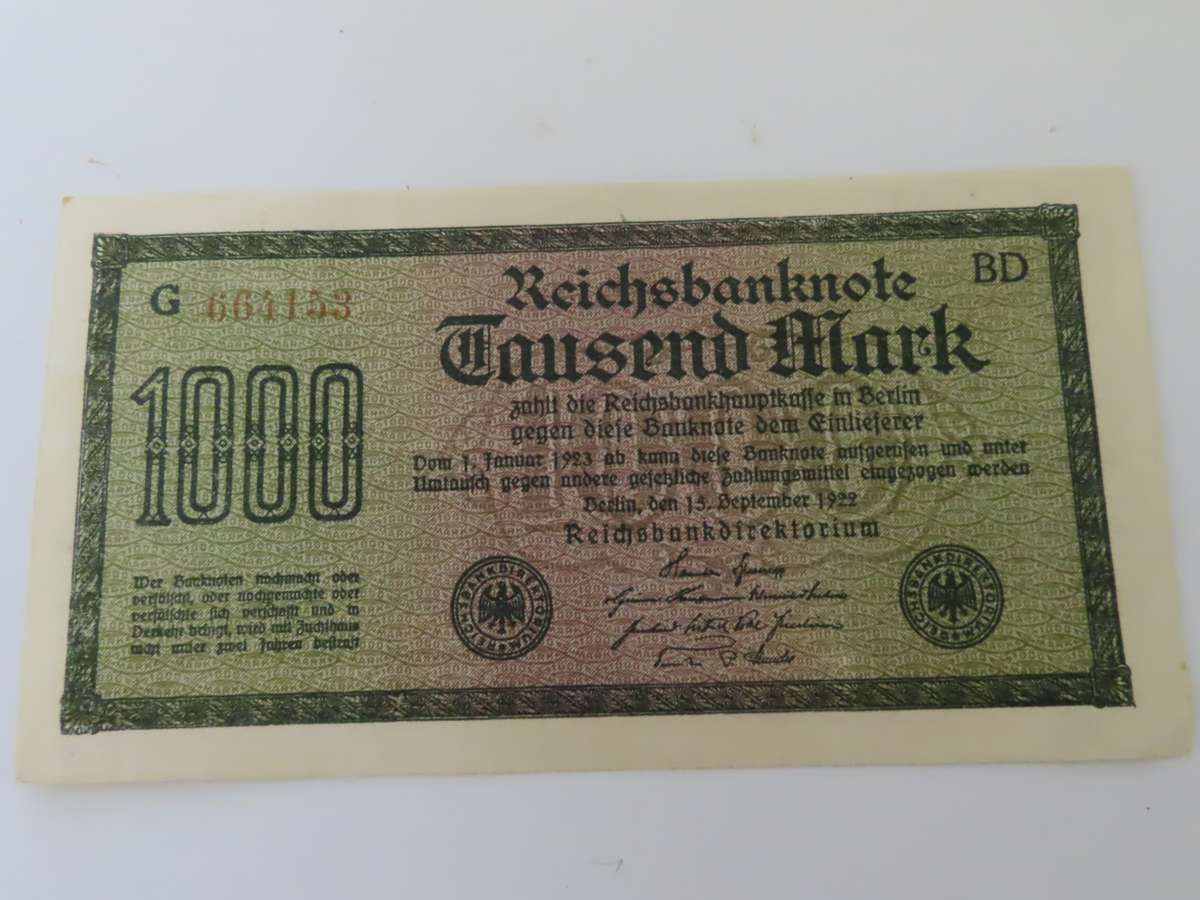 G 664153
BD
Reichsbanknote
Tausend Mark
1000
zahlt die Reichsbankhauptkasse in Berlin
gegen diese Banknote dem Einlieferer
Vom 1. Januar 1923 ab kann diese Banknote aufgerufen und unter
Umtausch gegen andere gesetzliche Zahlungsmittel eingezogen werden
Berlin, den 15. September 1922
Reichsbankdirektorium
Wer Banknoten nachmacht oder
verfälscht, oder nachgemachte oder
verfälschte sich verschafft und in
Verkehr bringt, wird mit Zuchthaus
nicht unter zwei Jahren bestraft
REICHSBANKDIREKTORIUM
REICHSBANKDIREKTORIUM